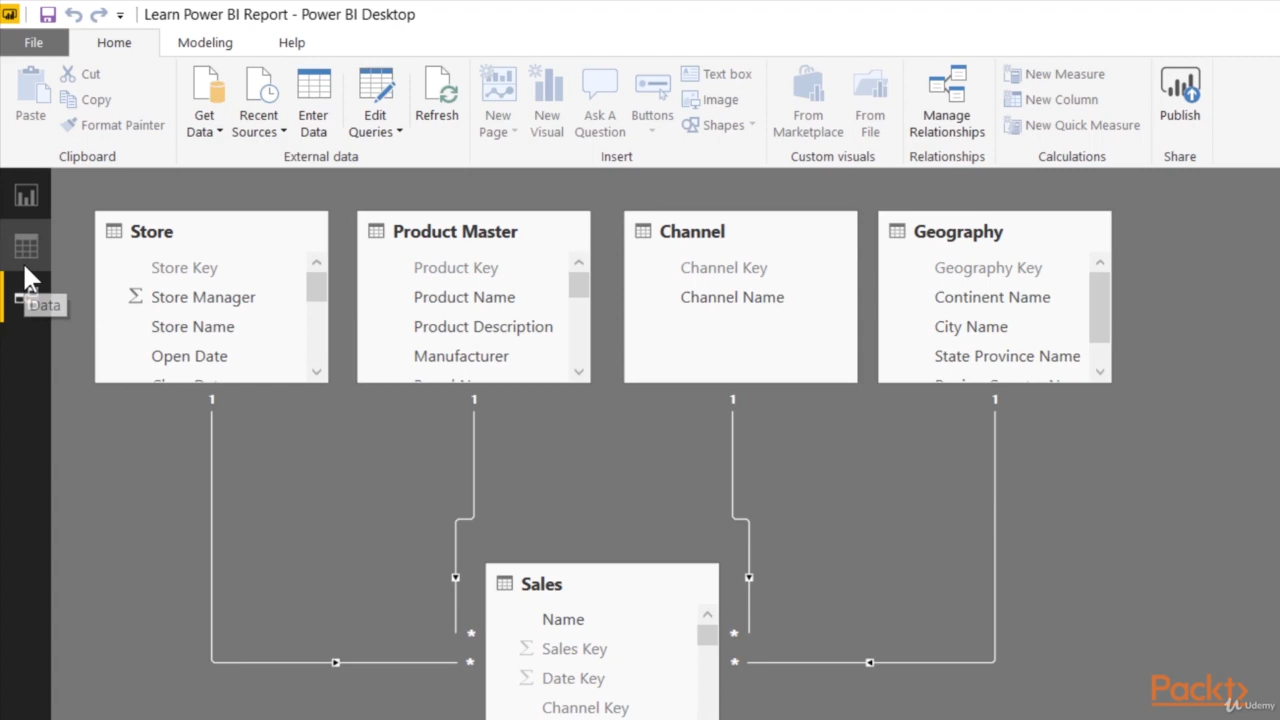 Learn Power BI Report - Power BI Desktop
File Home Modeling Help
Paste
Cut
Copy
Format Painter
Clipboard
Get Data
Recent Sources
Enter Data
Edit Queries
Refresh
External data
New Page
New Visual
Ask A Question
Buttons
Text box
Image
Shapes
Insert
From Marketplace
From File
Custom visuals
Manage Relationships
Relationships
New Measure
New Column
New Quick Measure
Calculations
Publish
Share
Data
Store
Store Key
Σ Store Manager
Store Name
Open Date
Product Master
Product Key
Product Name
Product Description
Manufacturer
Channel
Channel Key
Channel Name
Geography
Geography Key
Continent Name
City Name
State Province Name
1 1 1 1
Sales
Name
* Σ Sales Key *
* Σ Date Key *
Channel Key
Packt
Udemy